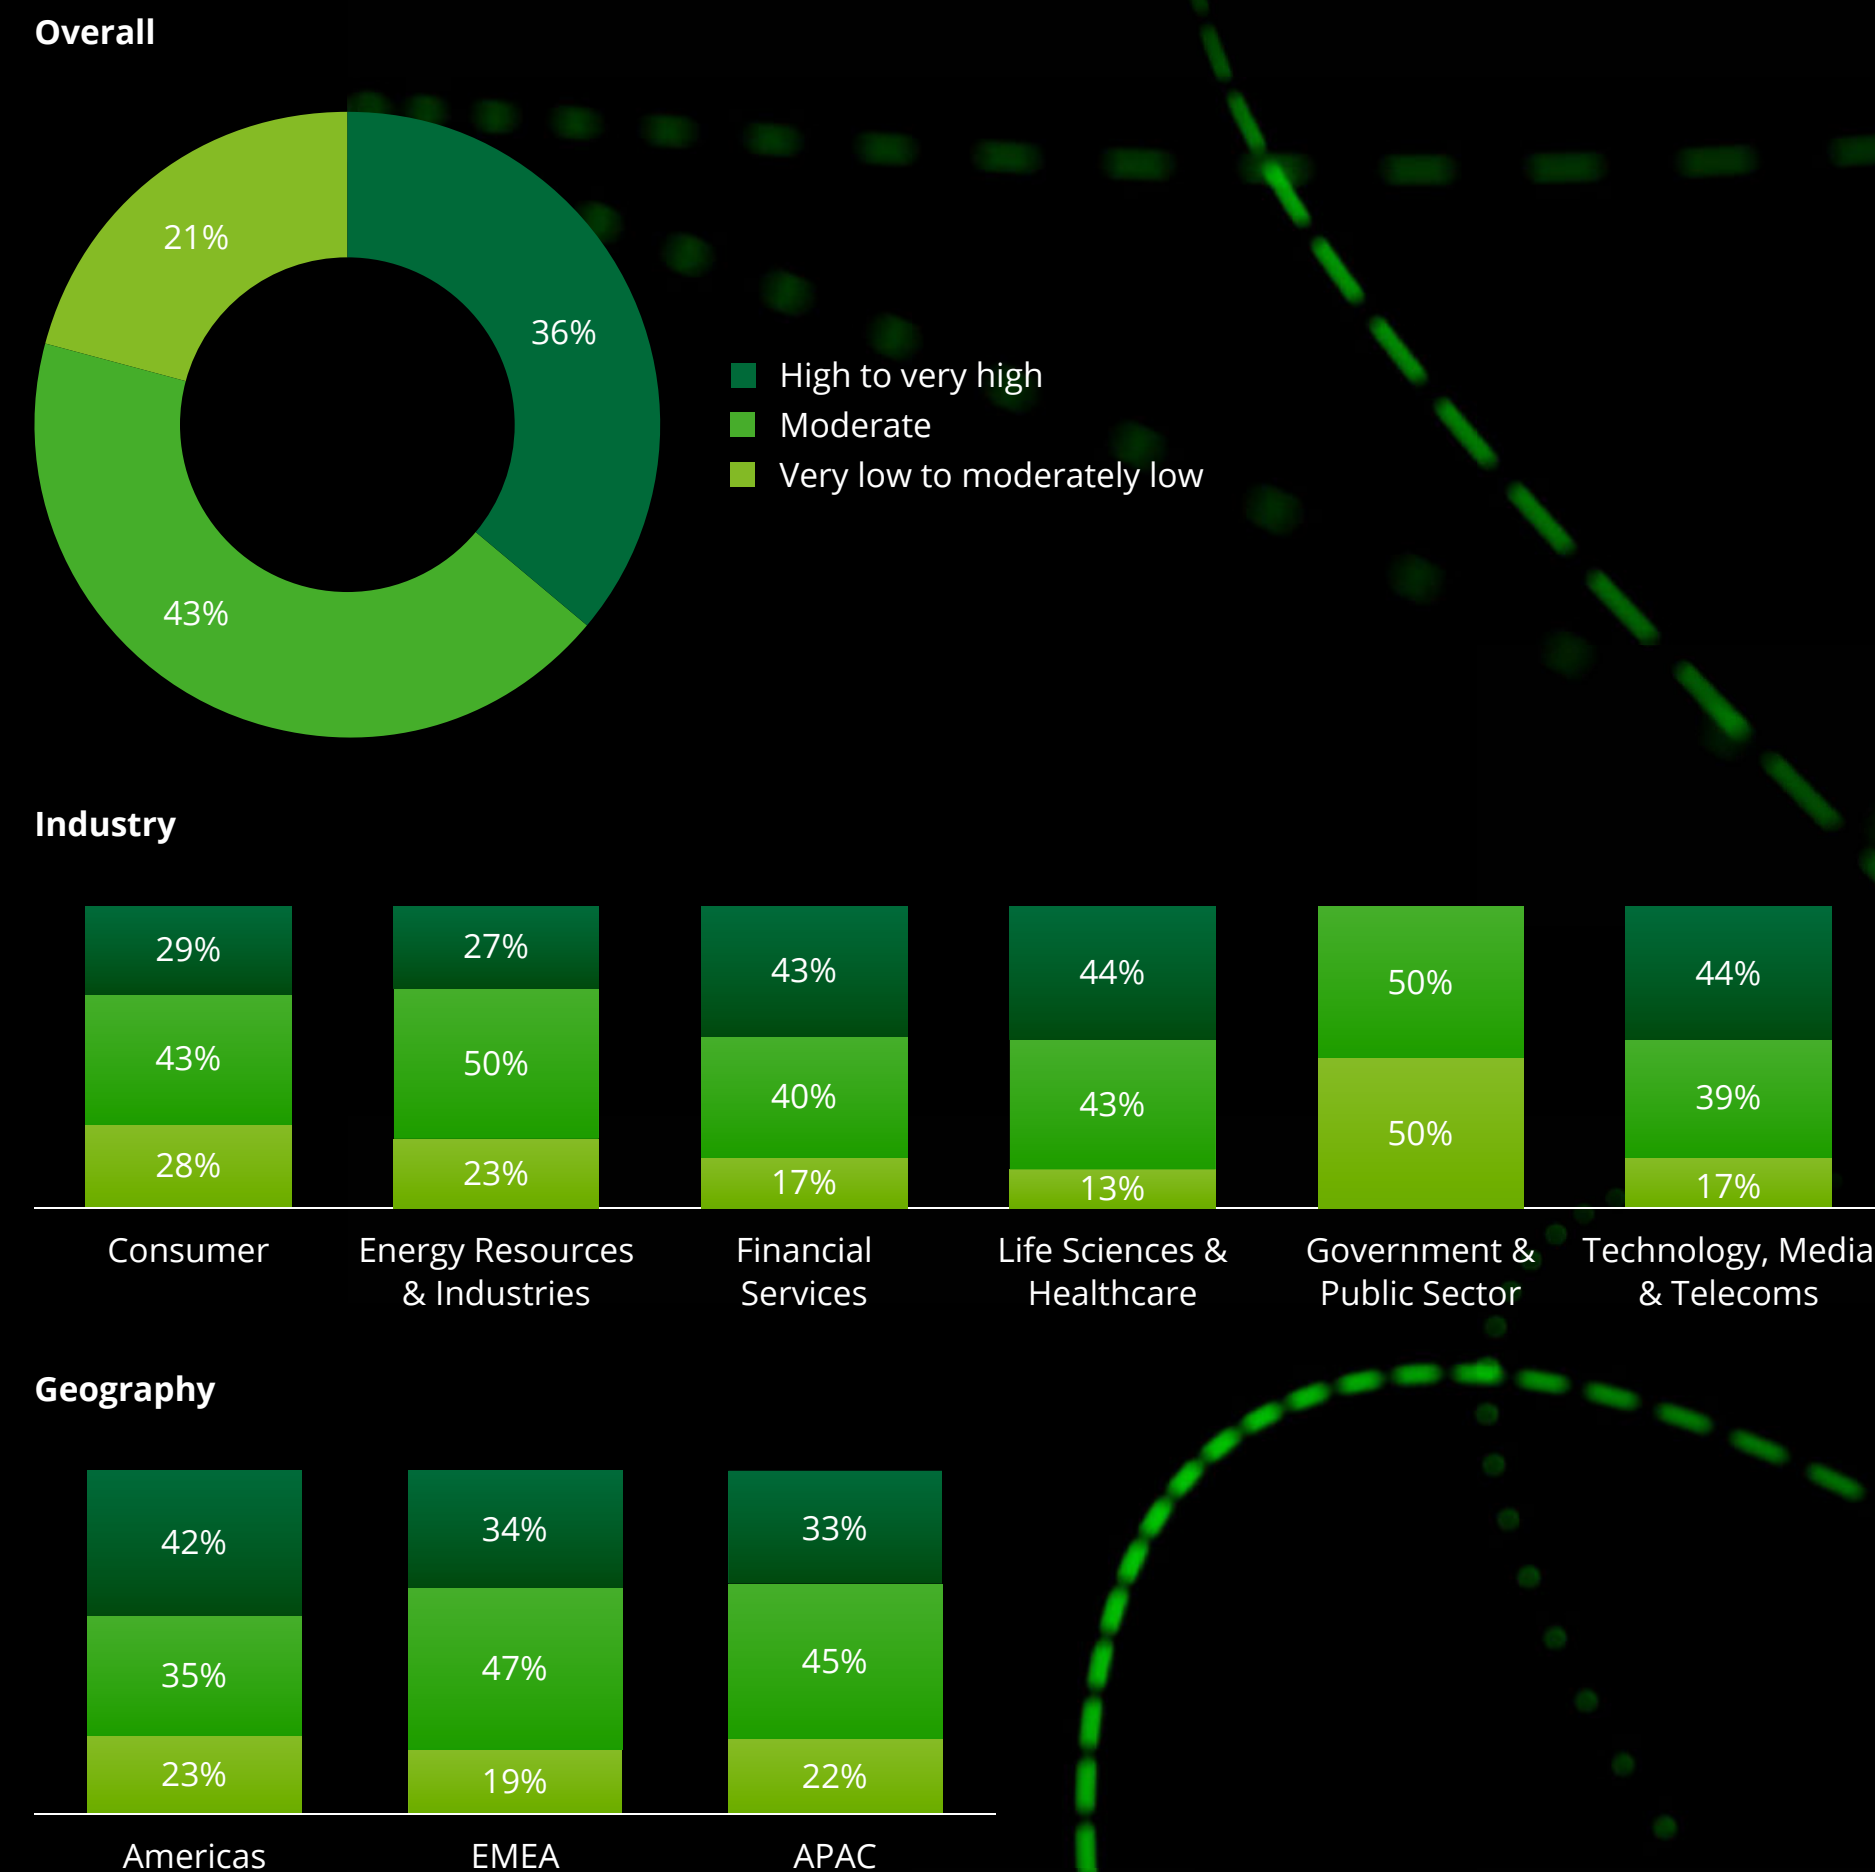 Overall
21%
36%
43%
High to very high
Moderate
Very low to moderately low
Industry
29%
43%
28%
Consumer
27%
50%
23%
Energy Resources
& Industries
43%
40%
17%
Financial
Services
44%
43%
13%
Life Sciences &
Healthcare
50%
50%
Government &
Public Sector
44%
39%
17%
Technology, Media
& Telecoms
Geography
42%
35%
23%
Americas
34%
47%
19%
EMEA
33%
45%
22%
APAC